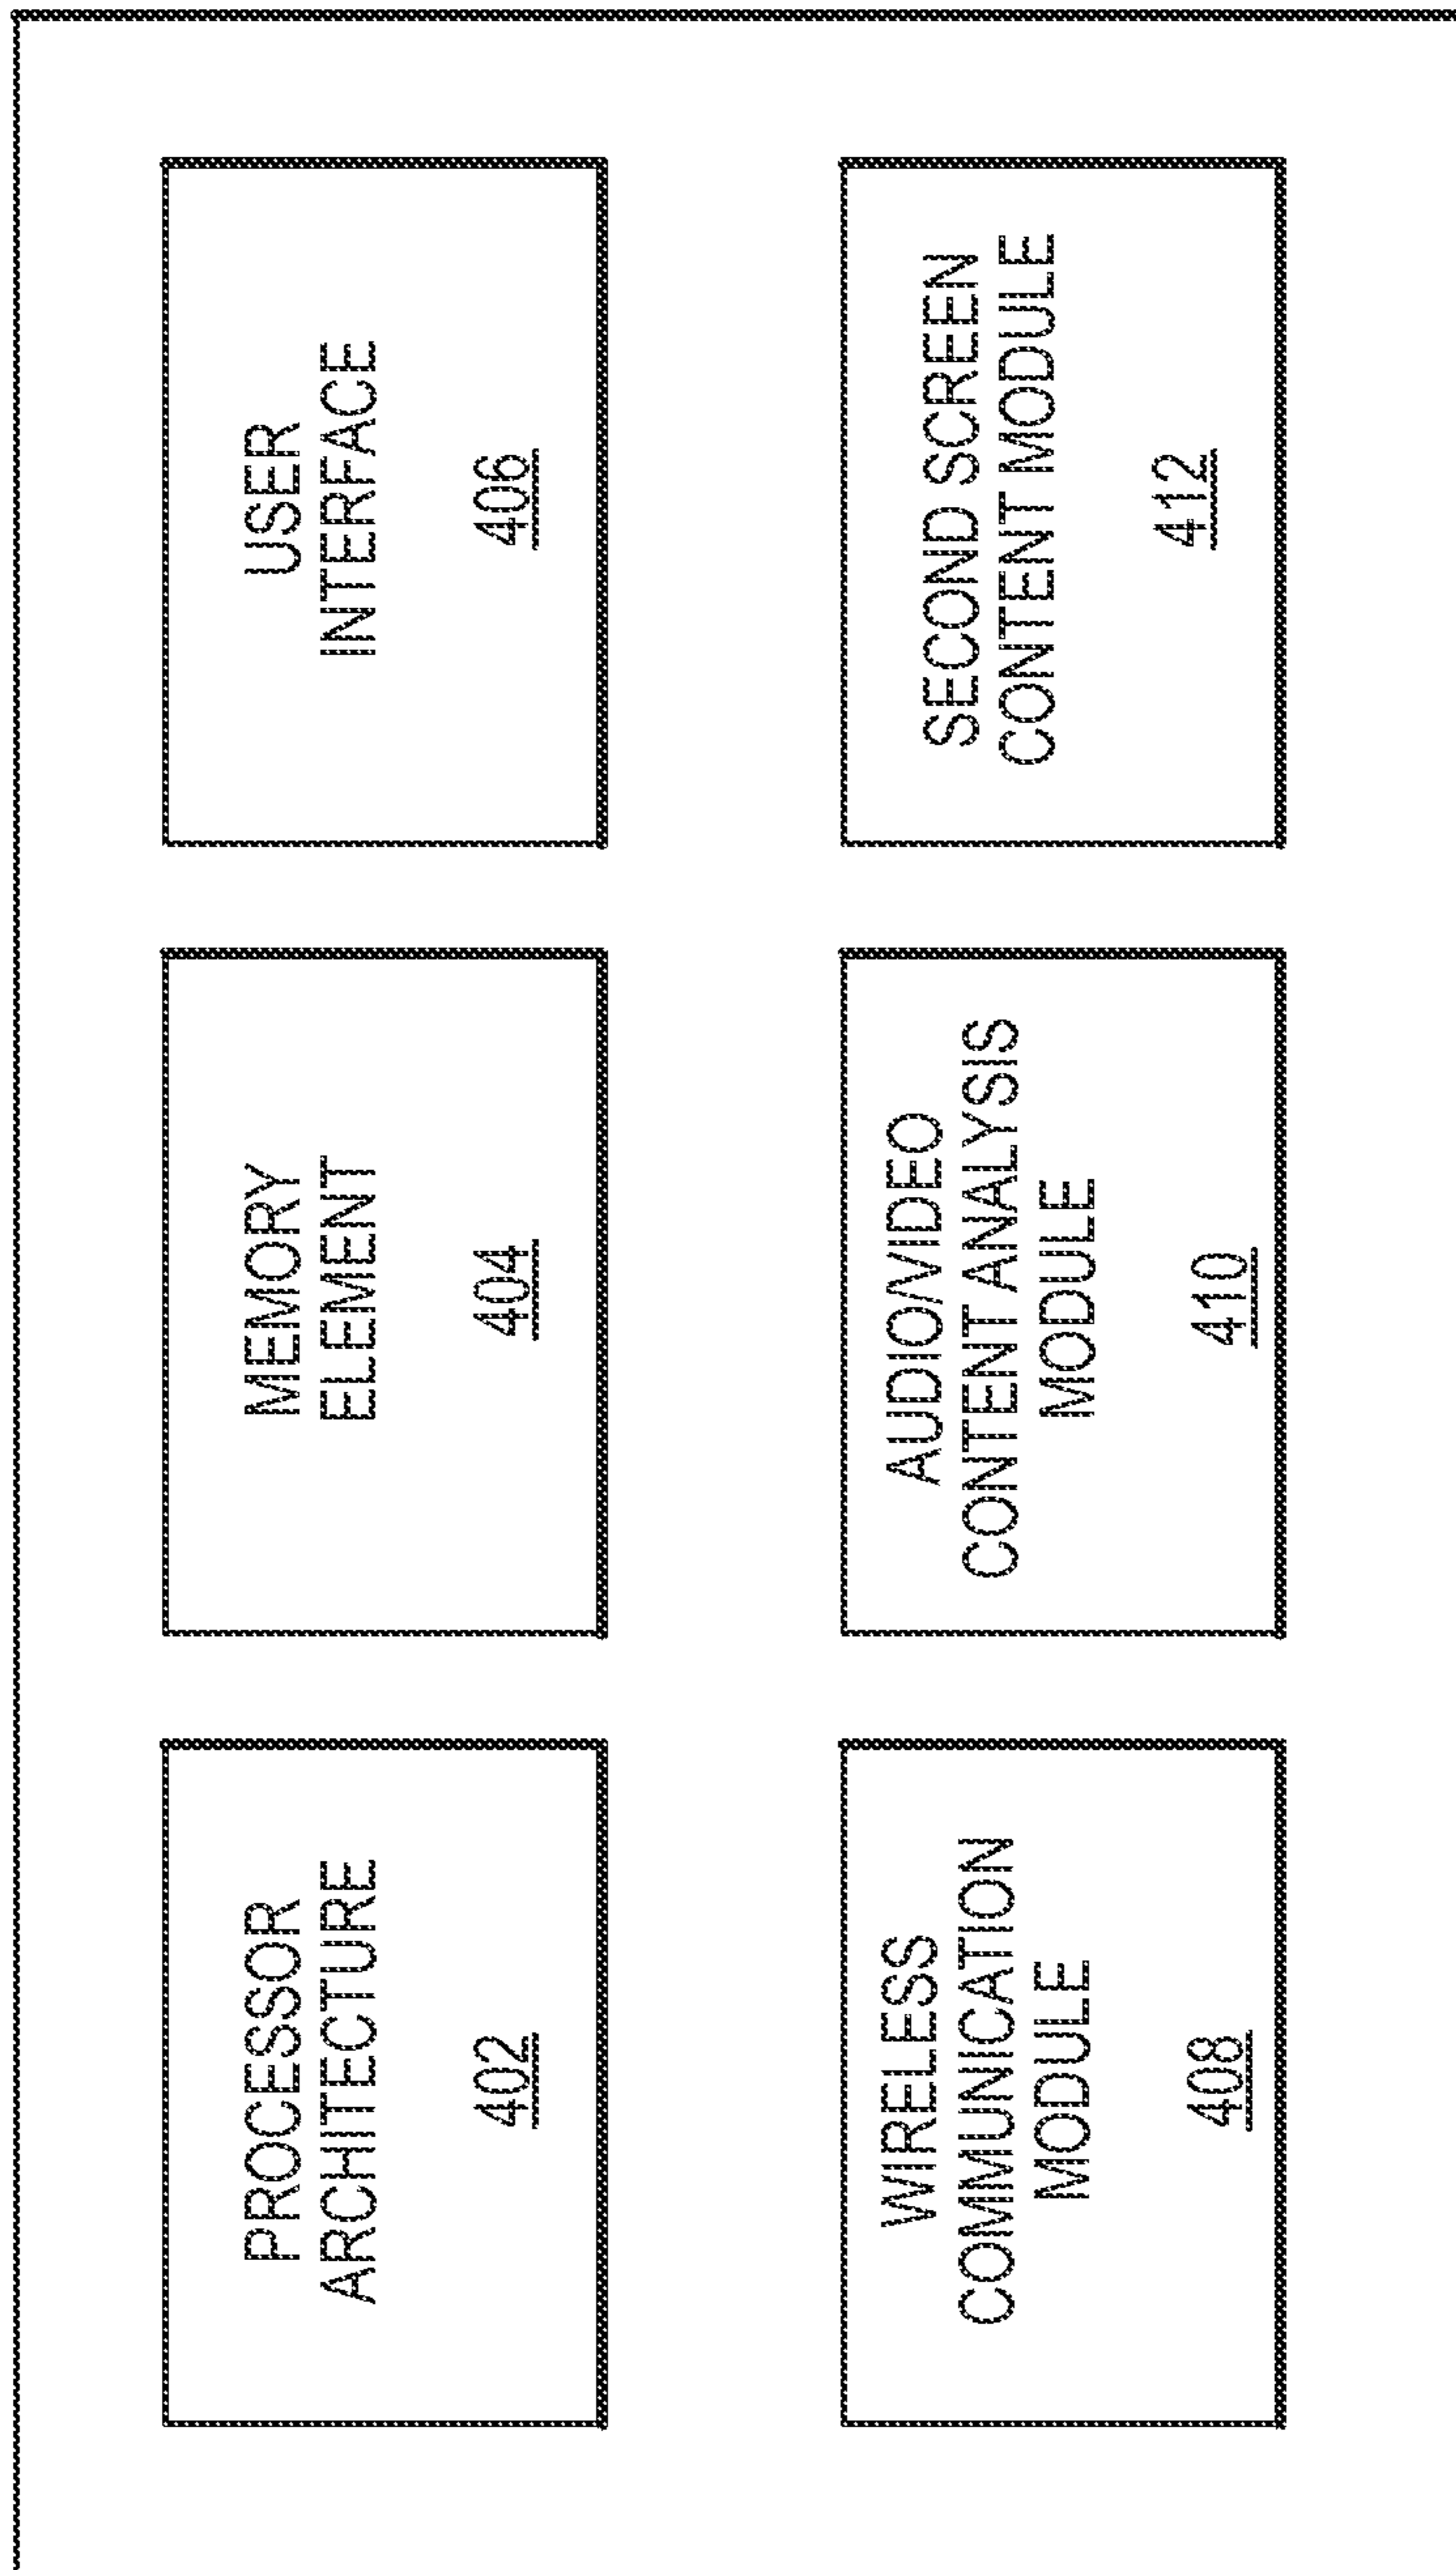 PROCESSOR
ARCHITECTURE
402
MEMORY
ELEMENT
404
USER
INTERFACE
406
WIRELESS
COMMUNICATION
MODULE
408
AUDIO/VIDEO
CONTENT ANALYSIS
MODULE
410
SECOND SCREEN
CONTENT MODULE
412